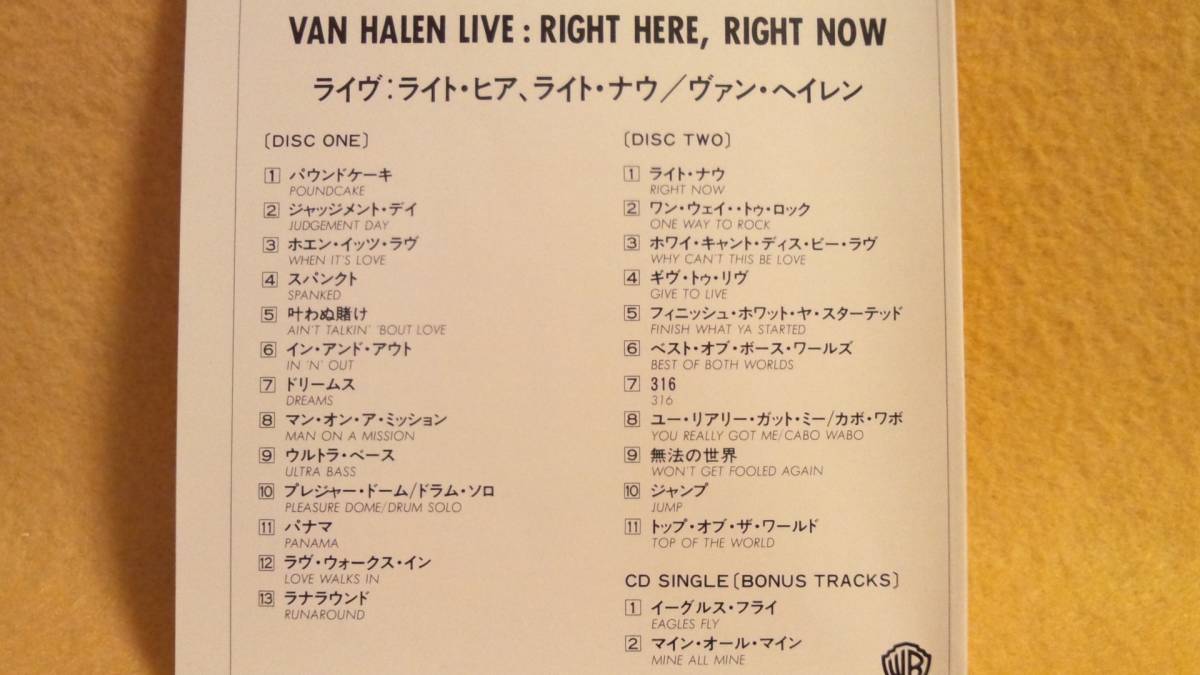 VAN HALEN LIVE : RIGHT HERE, RIGHT NOW
ライヴ:ライト・ヒア、ライト・ナウ/ヴァン・ヘイレン
〔DISC ONE〕
1 パウンドケーキ
POUNDCAKE
2 ジャッジメント・デイ
JUDGEMENT DAY
3 ホエン・イッツ・ラヴ
WHEN IT'S LOVE
4 スパンクト
SPANKED
5 叶わぬ賭け
AIN'T TALKIN' 'BOUT LOVE
6 イン・アンド・アウト
IN 'N' OUT
7 ドリームス
DREAMS
8 マン・オン・ア・ミッション
MAN ON A MISSION
9 ウルトラ・ベース
ULTRA BASS
10 プレジャー・ドーム/ドラム・ソロ
PLEASURE DOME/DRUM SOLO
11 パナマ
PANAMA
12 ラヴ・ウォークス・イン
LOVE WALKS IN
13 ラナラウンド
RUNAROUND
〔DISC TWO〕
1 ライト・ナウ
RIGHT NOW
2 ワン・ウェイ・・トゥ・ロック
ONE WAY TO ROCK
3 ホワイ・キャント・ディス・ビー・ラヴ
WHY CAN'T THIS BE LOVE
4 ギヴ・トゥ・リヴ
GIVE TO LIVE
5 フィニッシュ・ホワット・ヤ・スターテッド
FINISH WHAT YA STARTED
6 ベスト・オブ・ボース・ワールズ
BEST OF BOTH WORLDS
7 316
316
8 ユー・リアリー・ガット・ミー/カボ・ワボ
YOU REALLY GOT ME/CABO WABO
9 無法の世界
WON'T GET FOOLED AGAIN
10 ジャンプ
JUMP
11 トップ・オブ・ザ・ワールド
TOP OF THE WORLD
CD SINGLE〔BONUS TRACKS〕
1 イーグルス・フライ
EAGLES FLY
2 マイン・オール・マイン
MINE ALL MINE
WB